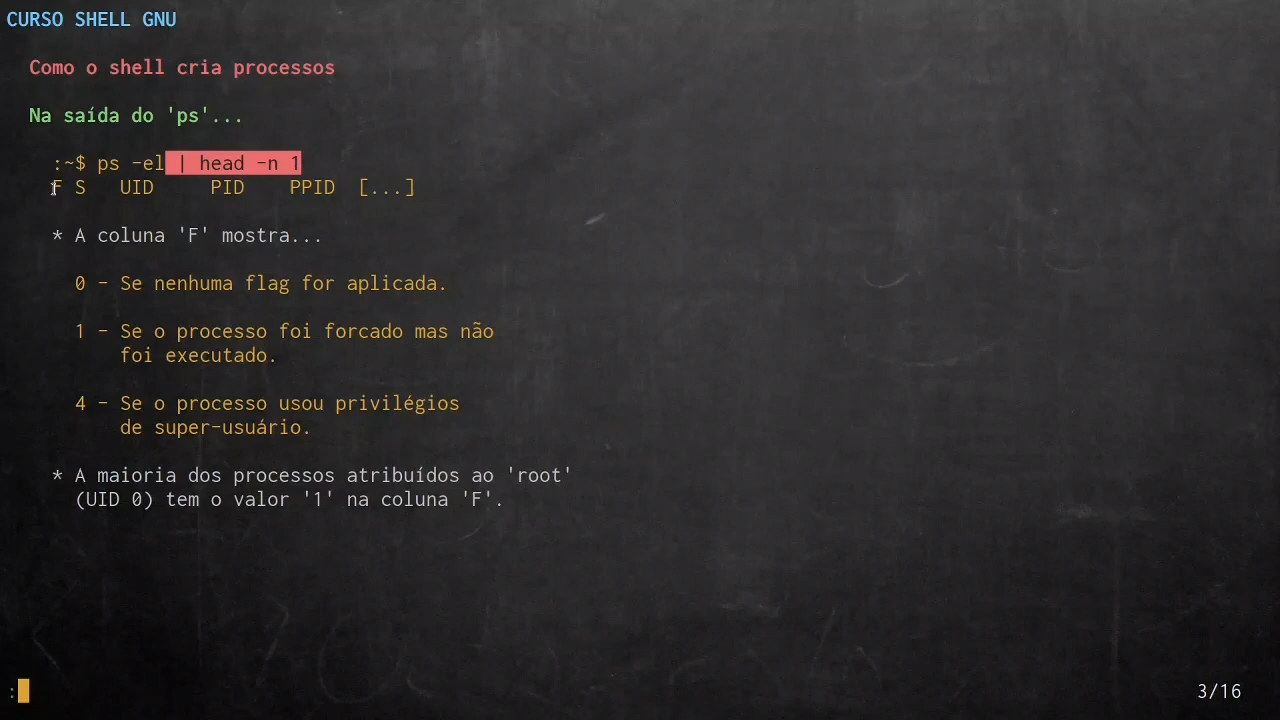 CURSO SHELL GNU
Como o shell cria processos
Na saída do 'ps'...
:~$ ps -el | head -n 1
F S   UID     PID    PPID  [...]
* A coluna 'F' mostra...
0 - Se nenhuma flag for aplicada.
1 - Se o processo foi forcado mas não
foi executado.
4 - Se o processo usou privilégios
de super-usuário.
* A maioria dos processos atribuídos ao 'root'
(UID 0) tem o valor '1' na coluna 'F'.
:
3/16